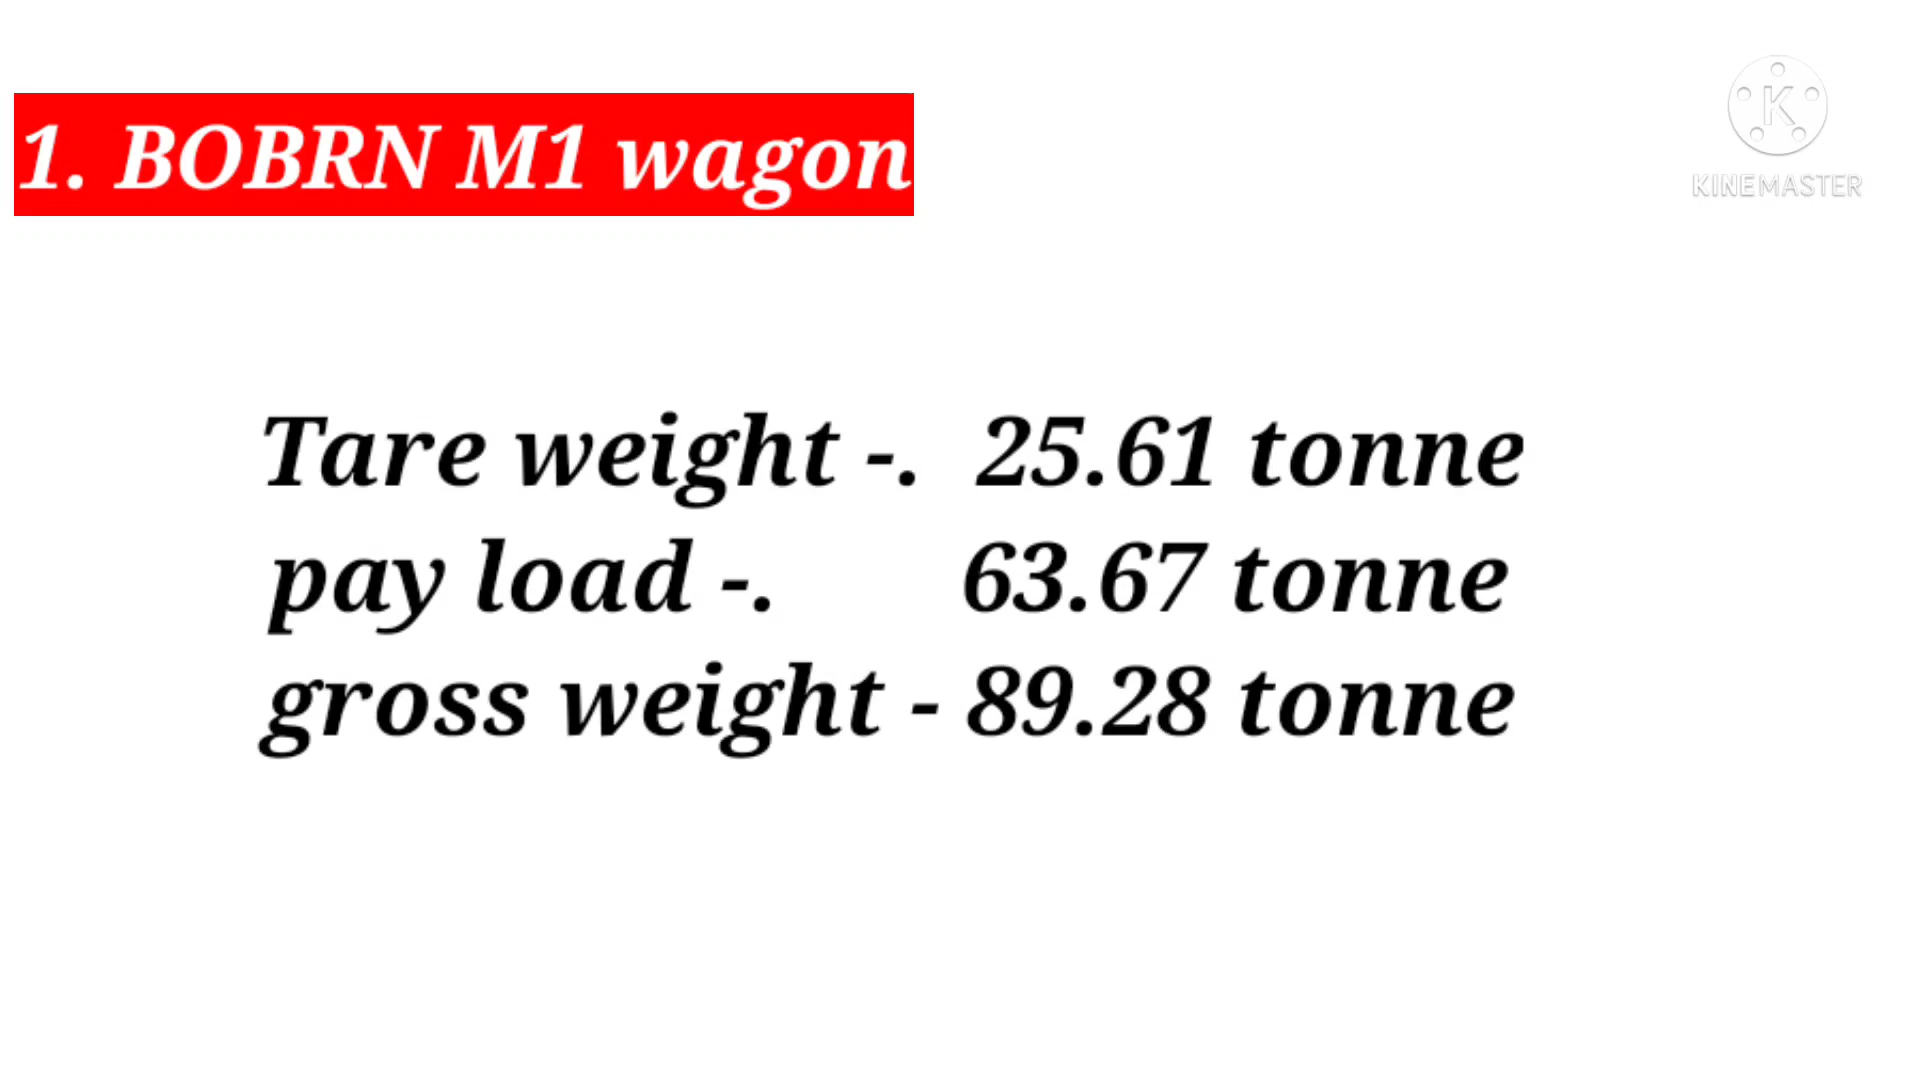 1. BOBRN M1 wagon
KINEMASTER
Tare weight -. 25.61 tonne
pay load -. 63.67 tonne
gross weight - 89.28 tonne